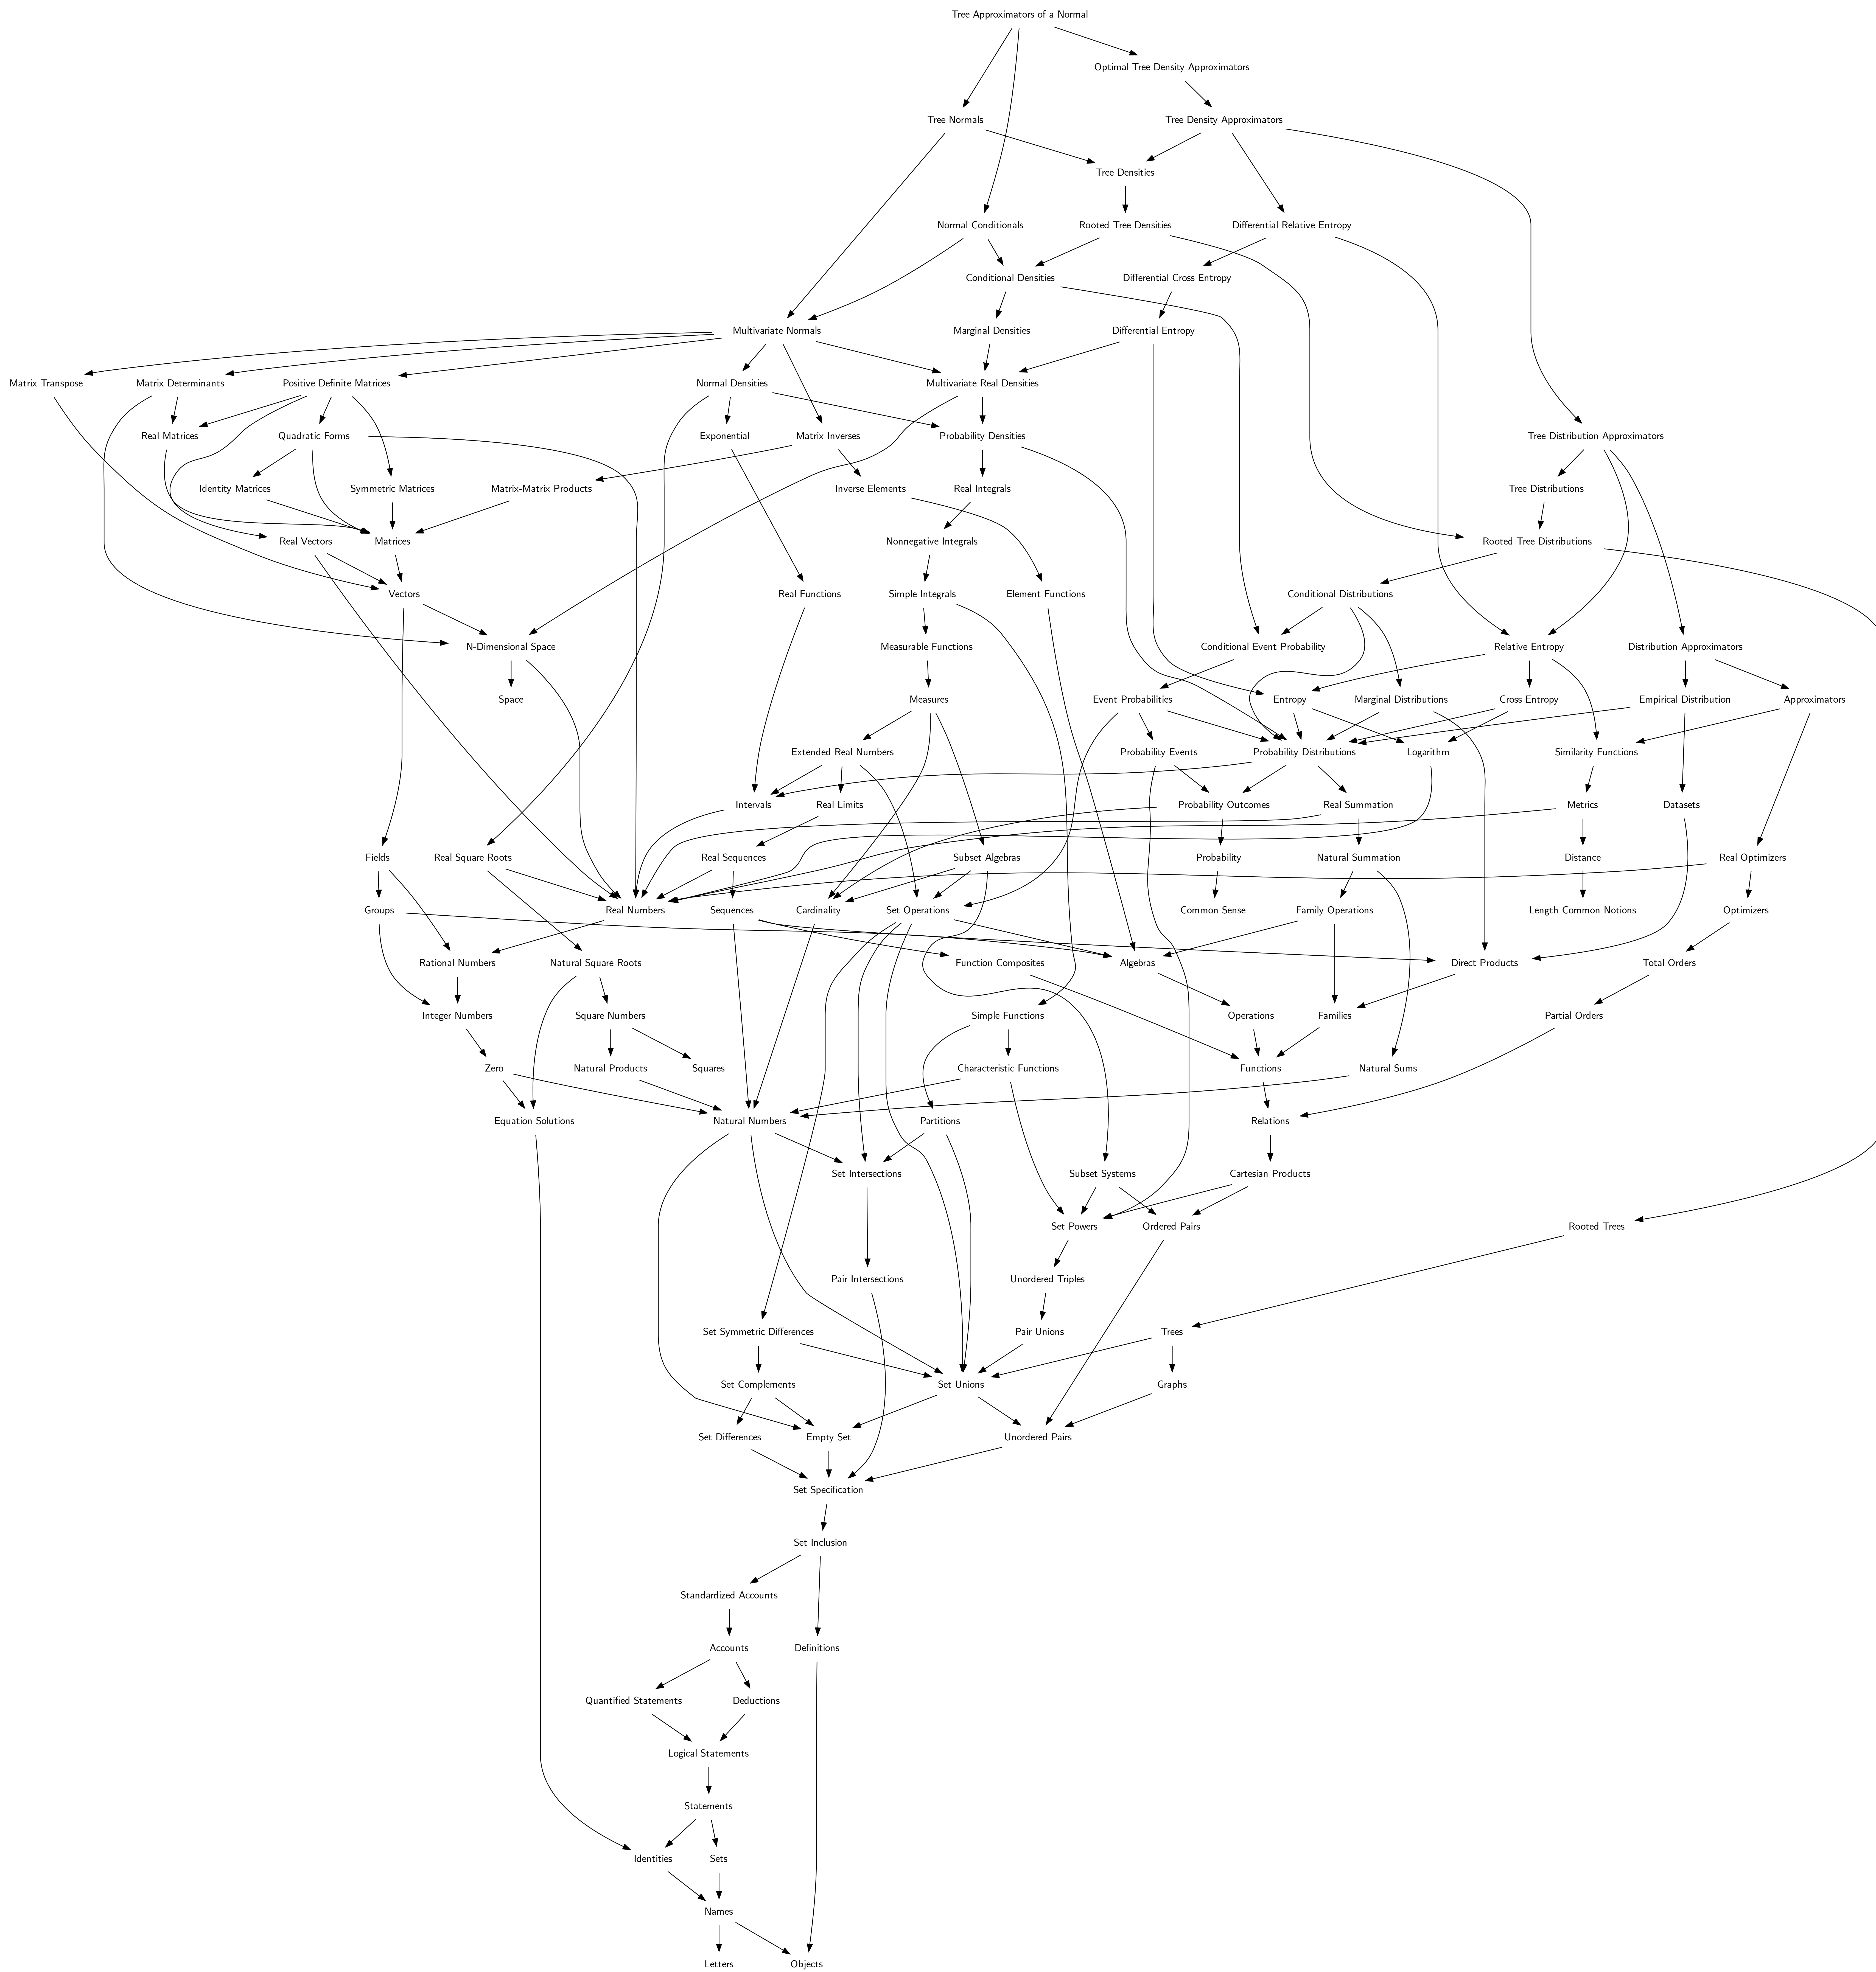 Tree Approximators of a Normal
Optimal Tree Density Approximators
Tree Normals
Tree Density Approximators
Tree Densities
Normal Conditionals
Rooted Tree Densities
Differential Relative Entropy
Conditional Densities
Differential Cross Entropy
Multivariate Normals
Marginal Densities
Differential Entropy
Matrix Transpose
Matrix Determinants
Positive Definite Matrices
Normal Densities
Multivariate Real Densities
Real Matrices
Quadratic Forms
Exponential
Matrix Inverses
Probability Densities
Tree Distribution Approximators
Identity Matrices
Symmetric Matrices
Matrix-Matrix Products
Inverse Elements
Real Integrals
Tree Distributions
Real Vectors
Matrices
Nonnegative Integrals
Rooted Tree Distributions
Vectors
Real Functions
Simple Integrals
Element Functions
Conditional Distributions
N-Dimensional Space
Measurable Functions
Conditional Event Probability
Relative Entropy
Distribution Approximators
Space
Measures
Event Probabilities
Entropy
Marginal Distributions
Cross Entropy
Empirical Distribution
Approximators
Extended Real Numbers
Probability Events
Probability Distributions
Logarithm
Similarity Functions
Intervals
Real Limits
Probability Outcomes
Real Summation
Metrics
Datasets
Fields
Real Square Roots
Real Sequences
Subset Algebras
Probability
Natural Summation
Distance
Real Optimizers
Groups
Real Numbers
Sequences
Cardinality
Set Operations
Common Sense
Family Operations
Length Common Notions
Optimizers
Rational Numbers
Natural Square Roots
Function Composites
Algebras
Direct Products
Total Orders
Integer Numbers
Square Numbers
Simple Functions
Operations
Families
Partial Orders
Zero
Natural Products
Squares
Characteristic Functions
Functions
Natural Sums
Equation Solutions
Natural Numbers
Partitions
Relations
Set Intersections
Subset Systems
Cartesian Products
Set Powers
Ordered Pairs
Rooted Trees
Pair Intersections
Unordered Triples
Set Symmetric Differences
Pair Unions
Trees
Set Complements
Set Unions
Graphs
Set Differences
Empty Set
Unordered Pairs
Set Specification
Set Inclusion
Standardized Accounts
Accounts
Definitions
Quantified Statements
Deductions
Logical Statements
Statements
Identities
Sets
Names
Letters
Objects